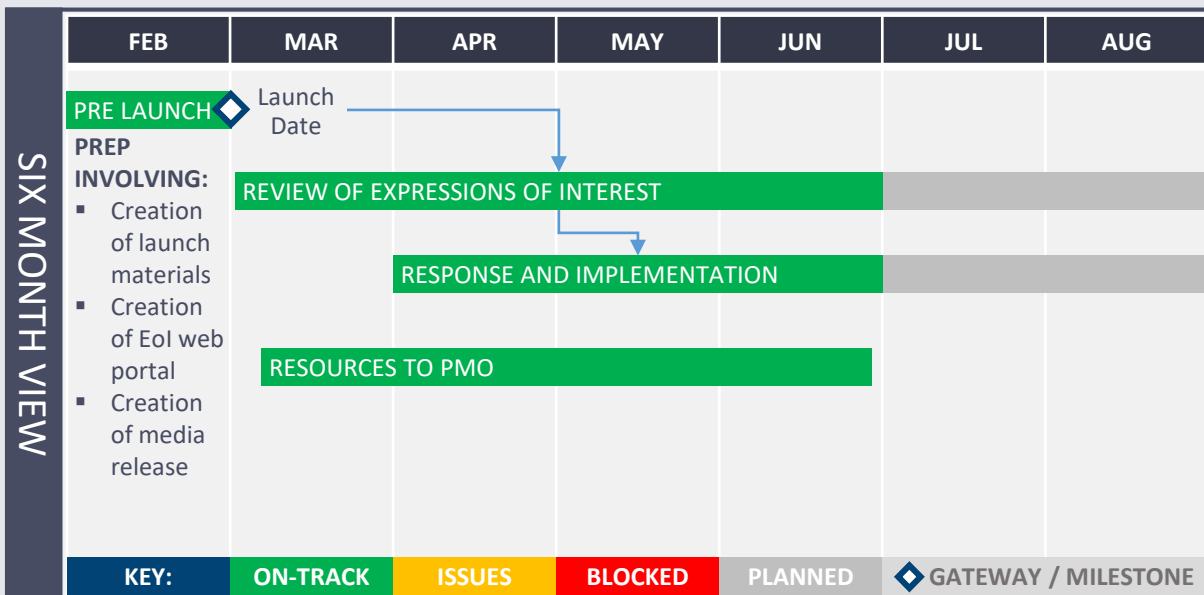 SIX MONTH VIEW
FEB MAR APR MAY JUN JUL AUG
PRE LAUNCH
Launch
Date
PREP
INVOLVING:
▪ Creation
of launch
materials
▪ Creation
of EoI web
portal
▪ Creation
of media
release
REVIEW OF EXPRESSIONS OF INTEREST
RESPONSE AND IMPLEMENTATION
RESOURCES TO PMO
KEY: ON-TRACK ISSUES BLOCKED PLANNED GATEWAY / MILESTONE